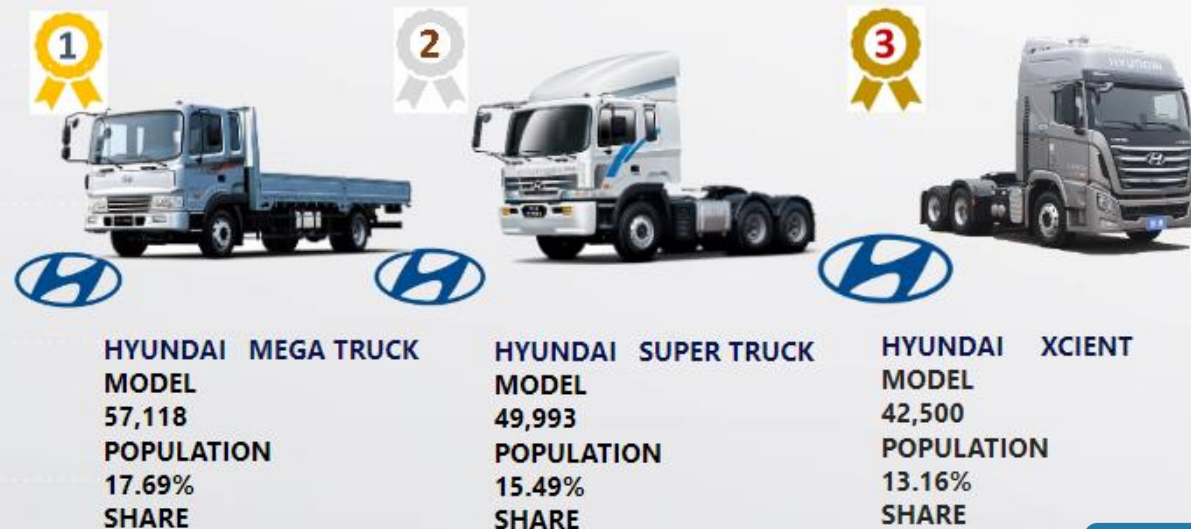 1
2
3
HYUNDAI
HYUNDAI MEGA TRUCK
MODEL
57,118
POPULATION
17.69%
SHARE
HYUNDAI SUPER TRUCK
MODEL
49,993
POPULATION
15.49%
SHARE
HYUNDAI XCIENT
MODEL
42,500
POPULATION
13.16%
SHARE